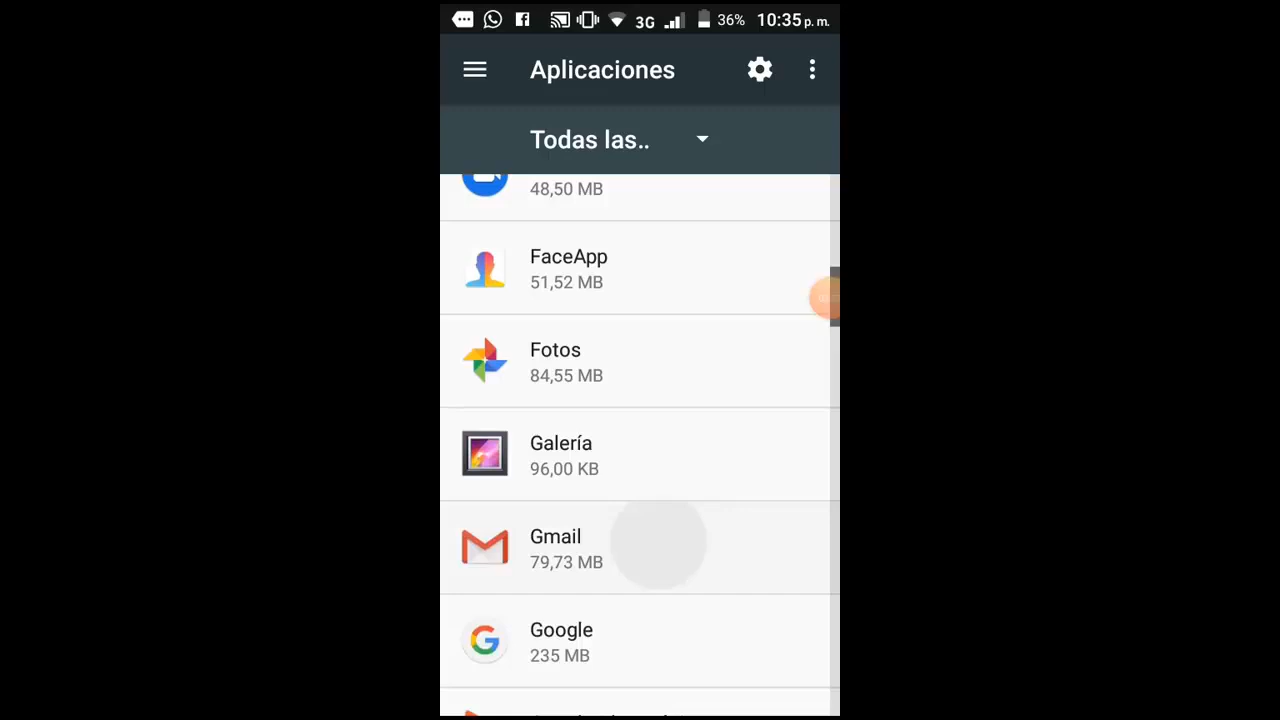 3G 36% 10:35 p. m.
Aplicaciones
Todas las..
48,50 MB
FaceApp
51,52 MB
Fotos
84,55 MB
Galería
96,00 KB
Gmail
79,73 MB
Google
235 MB